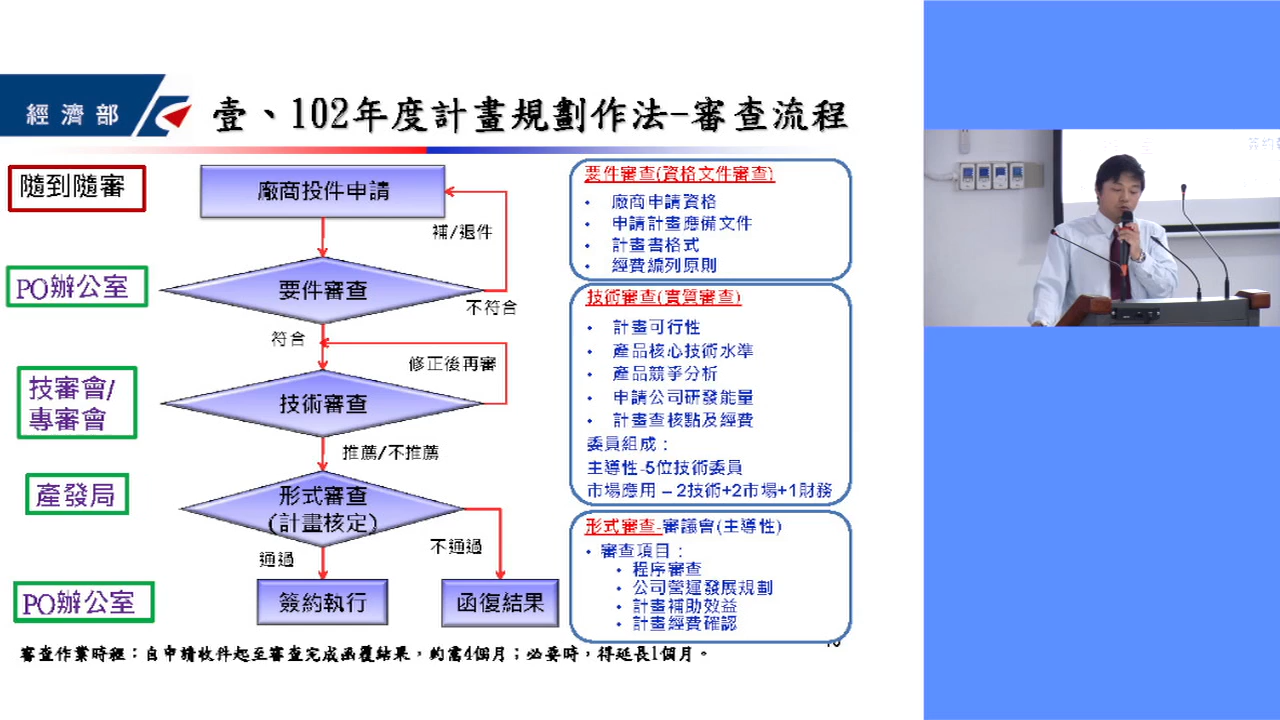 經濟部
壹、102年度計畫規劃作法-審查流程
隨到隨審
廠商投件申請
補/退件
PO辦公室
要件審查
不符合
符合
修正後再審
技審會/
專審會
技術審查
推薦/不推薦
產發局
形式審查
(計畫核定)
通過
不通過
PO辦公室
簽約執行
函復結果
要件審查(資格文件審查)
• 廠商申請資格
• 申請計畫應備文件
• 計畫書格式
• 經費編列原則
技術審查(實質審查)
• 計畫可行性
• 產品核心技術水準
• 產品競爭分析
• 申請公司研發能量
• 計畫查核點及經費
委員組成：
主導性-5位技術委員
市場應用 – 2技術+2市場+1財務
形式審查-審議會(主導性)
• 審查項目：
• 程序審查
• 公司營運發展規劃
• 計畫補助效益
• 計畫經費確認
審查作業時程：自申請收件起至審查完成函覆結果，約需4個月；必要時，得延長1個月。
簽約